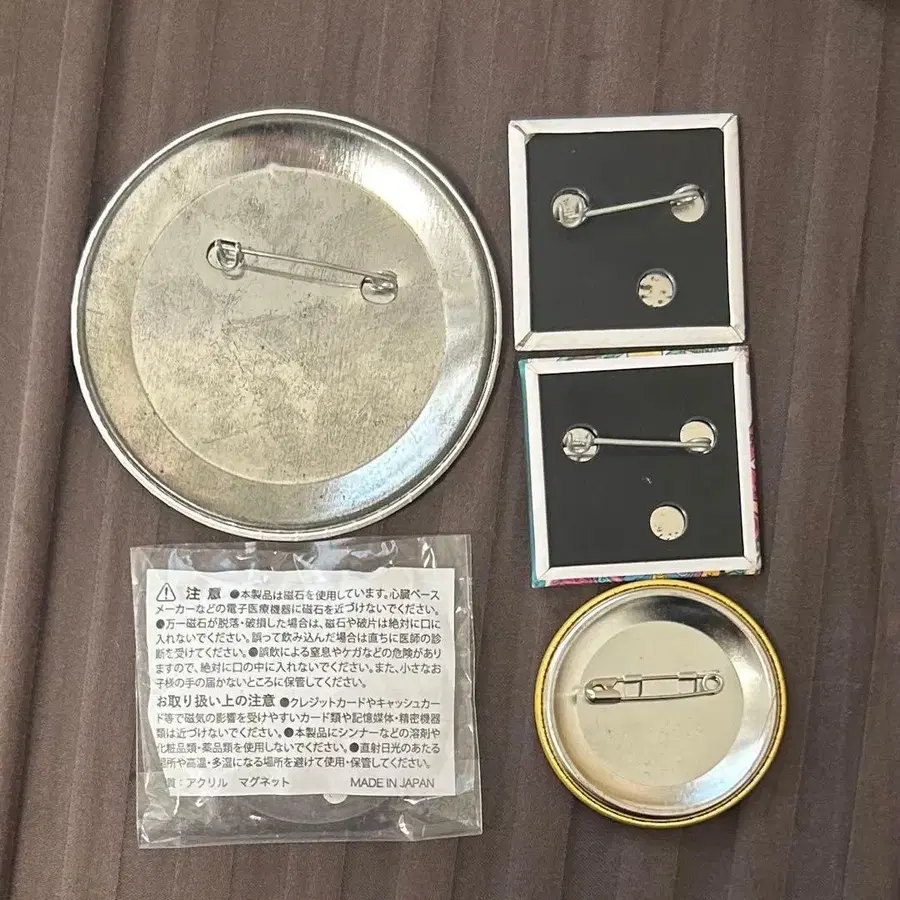 注意 ●本製品は磁石を使用しています。心臓ペース
メーカーなどの電子医療機器に磁石を近づけないでください。
●万一磁石が脱落・破損した場合は、磁石や破片は絶対に口に
入れないでください。誤って飲み込んだ場合は直ちに医師の診
断を受けてください。●誤飲による窒息やケガなどの危険があり
ますので、絶対に口の中に入れないでください。また、小さなお
子様の手の届かないところに保管してください。
お取り扱い上の注意 ●クレジットカードやキャッシュカー
ド等で磁気の影響を受けやすいカード類や記憶媒体・精密機器
類は近づけないでください。●本製品にシンナーなどの溶剤や
化粧品類・薬品類を使用しないでください。●直射日光のあたる
場所や高温・多湿になる場所を避けて使用・保管してください。
質：アクリル マグネット MADE IN JAPAN